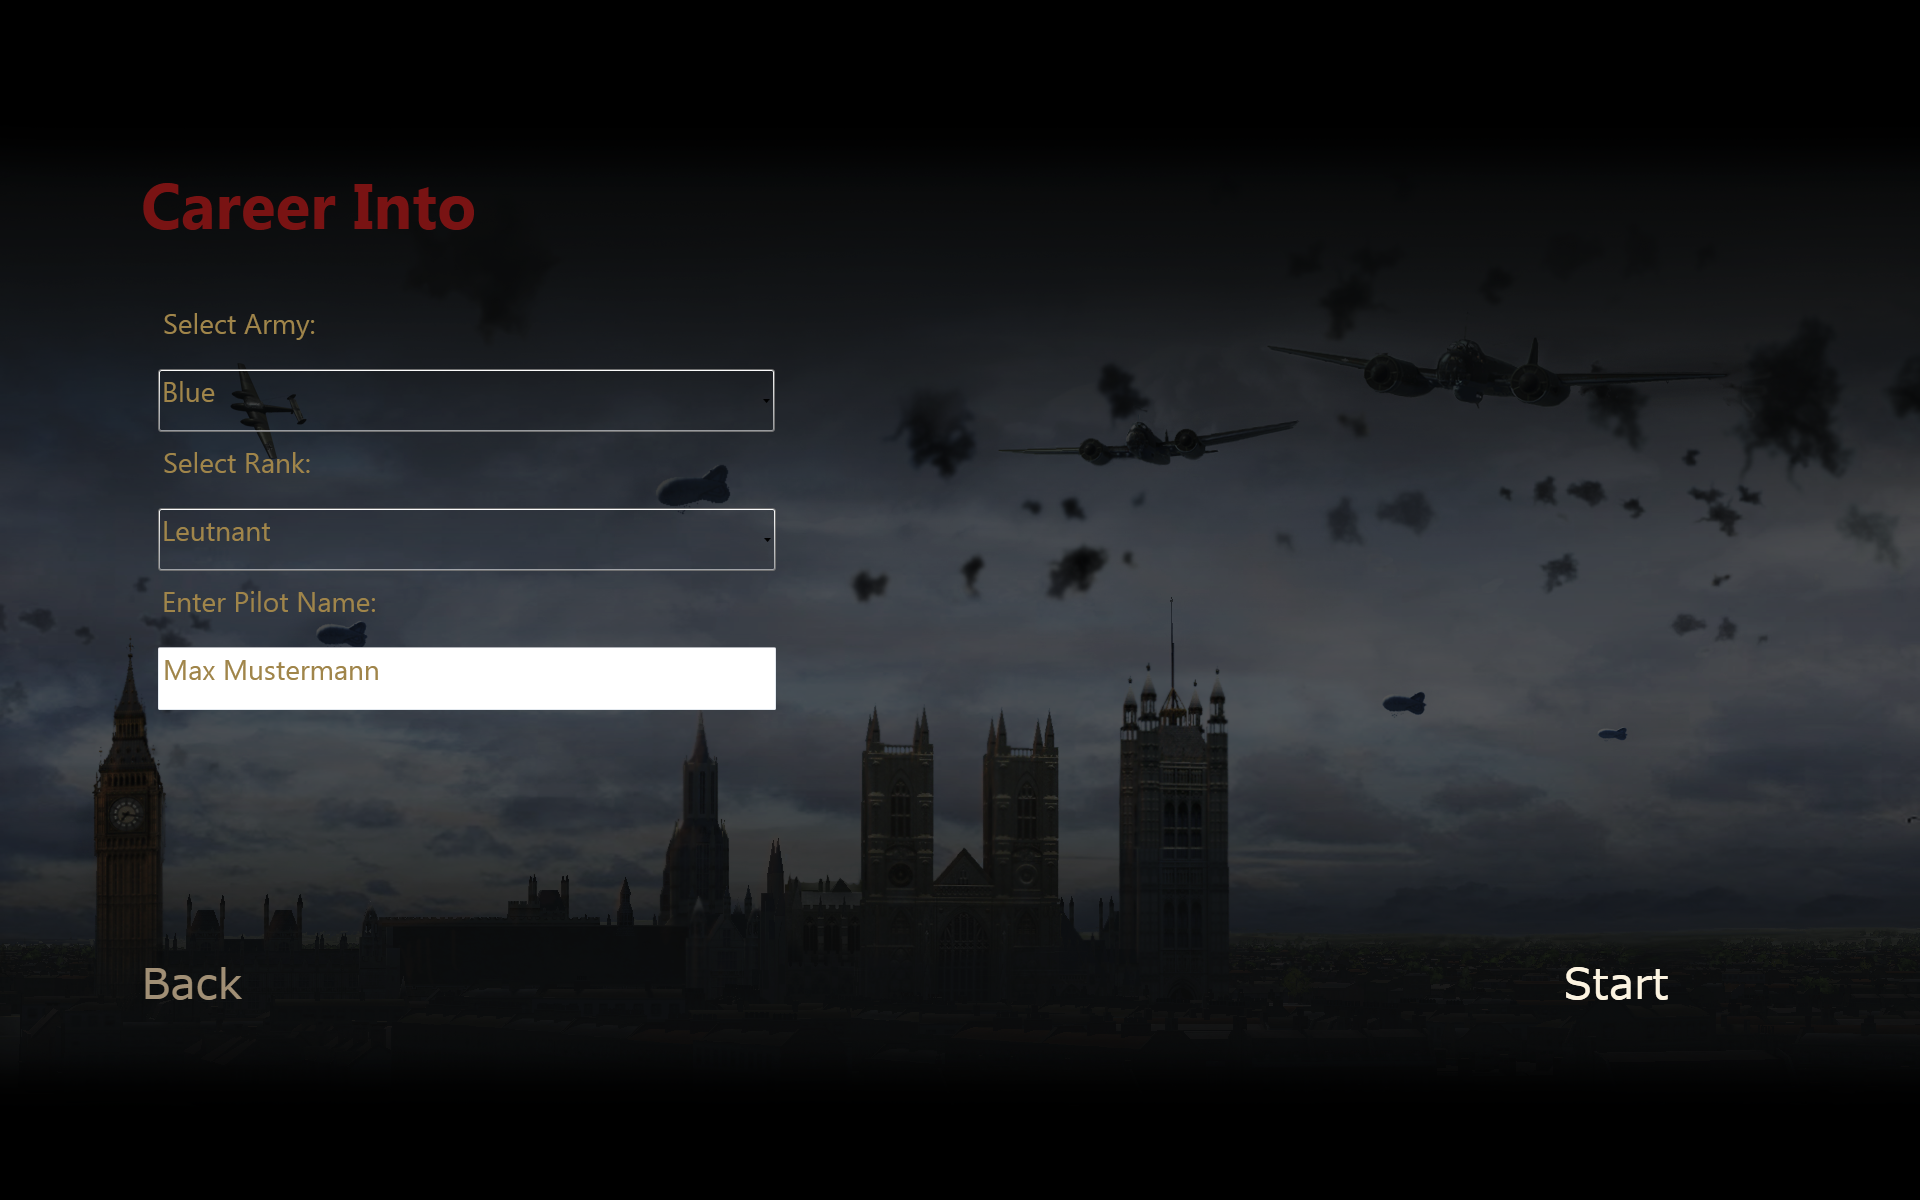 Career Into
Select Army:
Blue
Select Rank:
Leutnant
Enter Pilot Name:
Max Mustermann
Back
Start